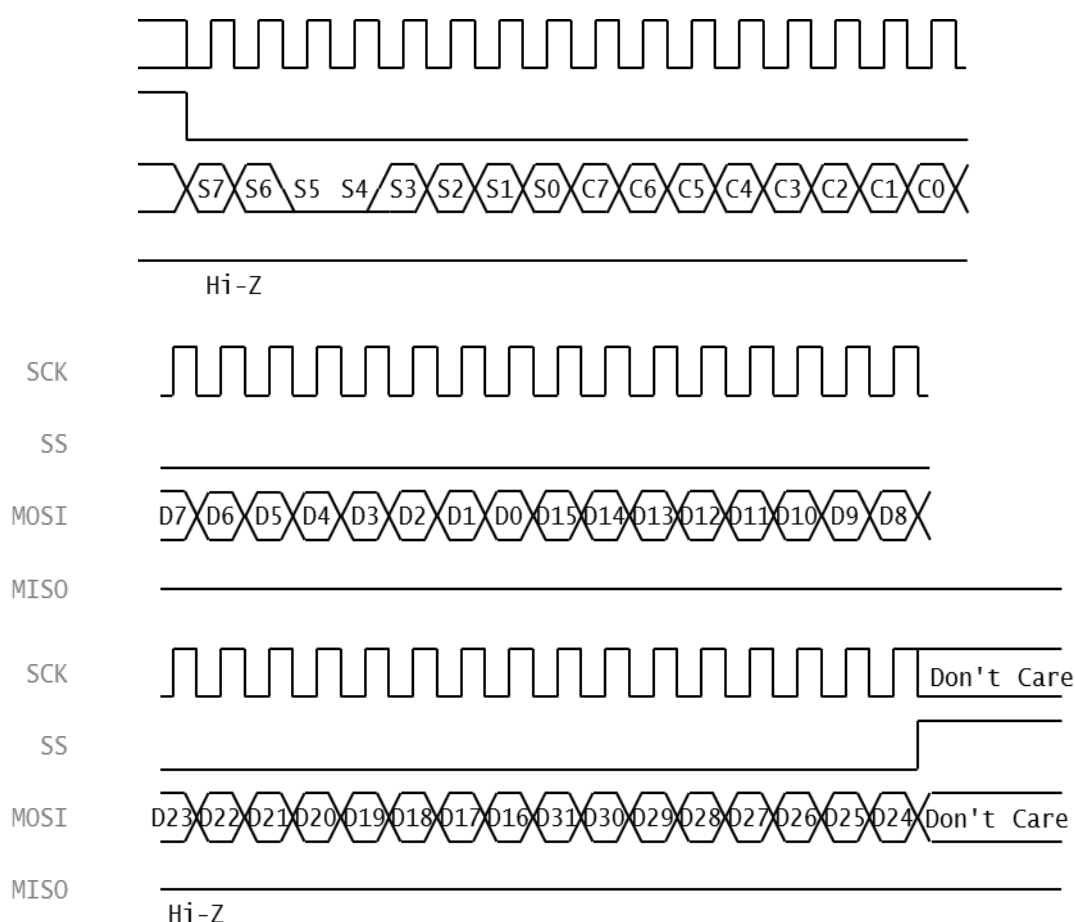 S7 S6 S5 S4 S3 S2 S1 S0 C7 C6 C5 C4 C3 C2 C1 C0
Hi-Z
SCK
SS
MOSI D7 D6 D5 D4 D3 D2 D1 D0 D15 D14 D13 D12 D11 D10 D9 D8
MISO
SCK Don't Care
SS
MOSI D23 D22 D21 D20 D19 D18 D17 D16 D31 D30 D29 D28 D27 D26 D25 D24 Don't Care
MISO
Hi-Z